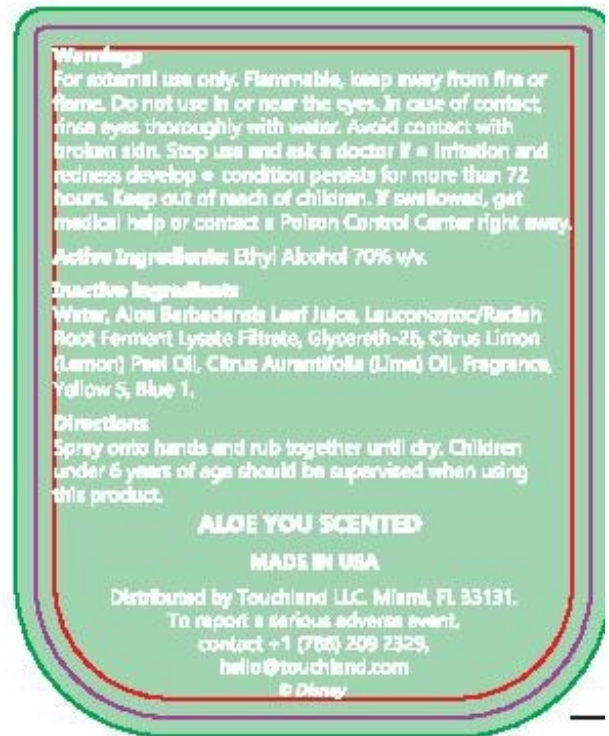 Warnings
For external use only. Flammable, keep away from fire or
flame. Do not use in or near the eyes. In case of contact,
rinse eyes thoroughly with water. Avoid contact with
broken skin. Stop use and ask a doctor if • irritation and
redness develop • condition persists for more than 72
hours. Keep out of reach of children. If swallowed, get
medical help or contact a Poison Control Center right away.
Active Ingredients: Ethyl Alcohol 70% v/v.
Inactive Ingredients
Water, Aloe Barbadensis Leaf Juice, Leuconostoc/Radish
Root Ferment Lysate Filtrate, Glycereth-26, Citrus Limon
(Lemon) Peel Oil, Citrus Aurantifolia (Lime) Oil, Fragrance,
Yellow 5, Blue 1.
Directions
Spray onto hands and rub together until dry. Children
under 6 years of age should be supervised when using
this product.
ALOE YOU SCENTED
MADE IN USA
Distributed by Touchland LLC. Miami, FL 33131.
To report a serious adverse event,
contact +1 (786) 209 2329,
hello@touchland.com
© Disney